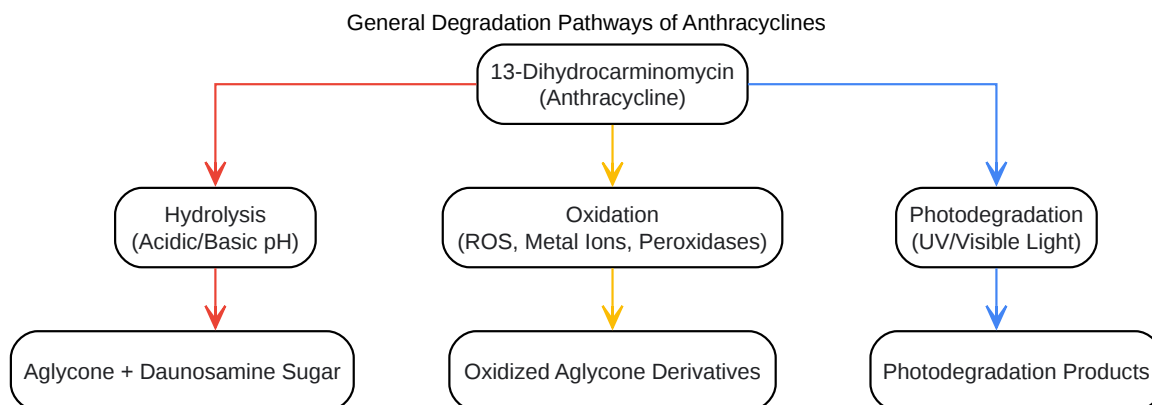 General Degradation Pathways of Anthracyclines
13-Dihydrocarminomycin
(Anthracycline)
Hydrolysis
(Acidic/Basic pH)
Oxidation
(ROS, Metal Ions, Peroxidases)
Photodegradation
(UV/Visible Light)
Aglycone + Daunosamine Sugar
Oxidized Aglycone Derivatives
Photodegradation Products